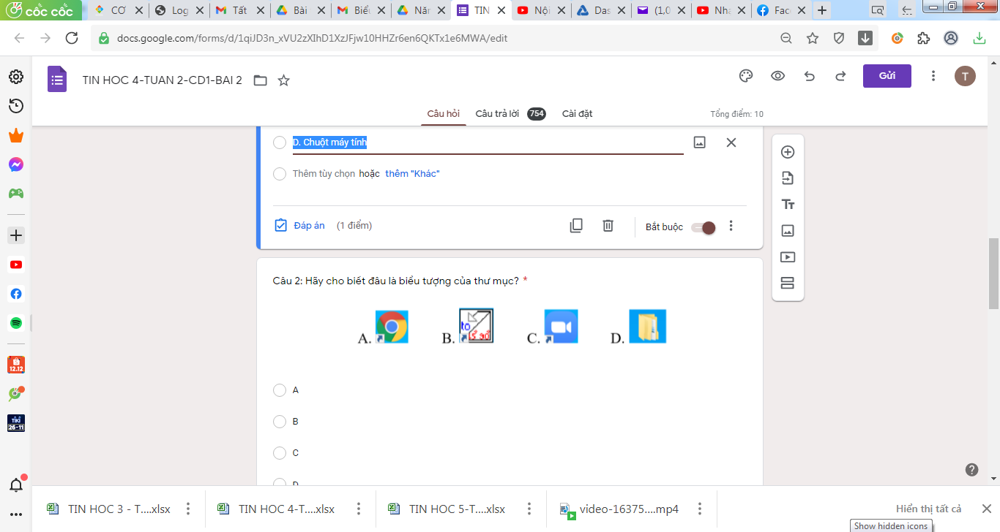 cốc cốc CƠ Log Tất Bài Biểu Năn TIN Nội Das (1,0 Nha Face
docs.google.com/forms/d/1qiJD3n_xVU2zXIhD1XzJFjw10HHZr6en6QKTx1e6MWA/edit
TIN HOC 4-TUAN 2-CD1-BAI 2 Gửi T
Câu hỏi Câu trả lời 754 Cài đặt Tổng điểm: 10
D. Chuột máy tính
Thêm tùy chọn hoặc thêm "Khác"
Đáp án (1 điểm) Bắt buộc
Câu 2: Hãy cho biết đâu là biểu tượng của thư mục? *
A. B. to C. D.
A
12.12
B
TIKI
26-11
C
D
TIN HOC 3 - T....xlsx TIN HOC 4-T....xlsx TIN HOC 5-T....xlsx video-16375....mp4 Hiển thị tất cả
Show hidden icons